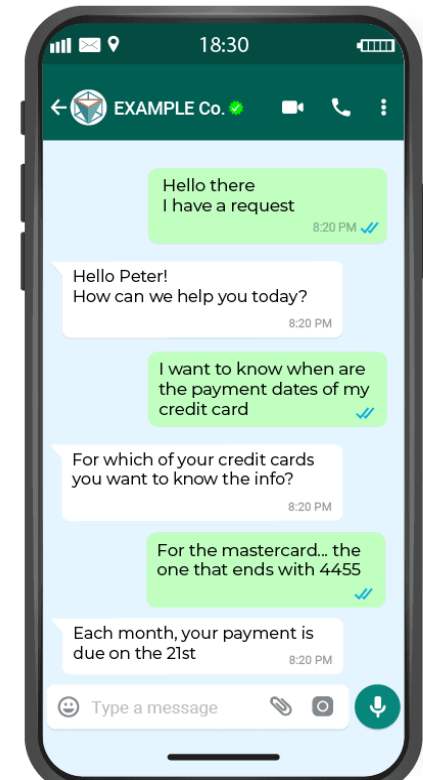 18:30
EXAMPLE Co.
Hello there
I have a request
8:20 PM
Hello Peter!
How can we help you today?
8:20 PM
I want to know when are
the payment dates of my
credit card
For which of your credit cards
you want to know the info?
8:20 PM
For the mastercard... the
one that ends with 4455
Each month, your payment is
due on the 21st
8:20 PM
Type a message